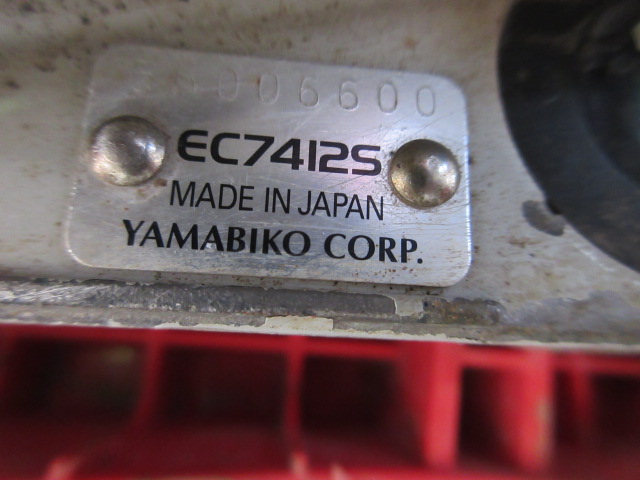 006600
EC7412S
MADE IN JAPAN
YAMABIKO CORP.